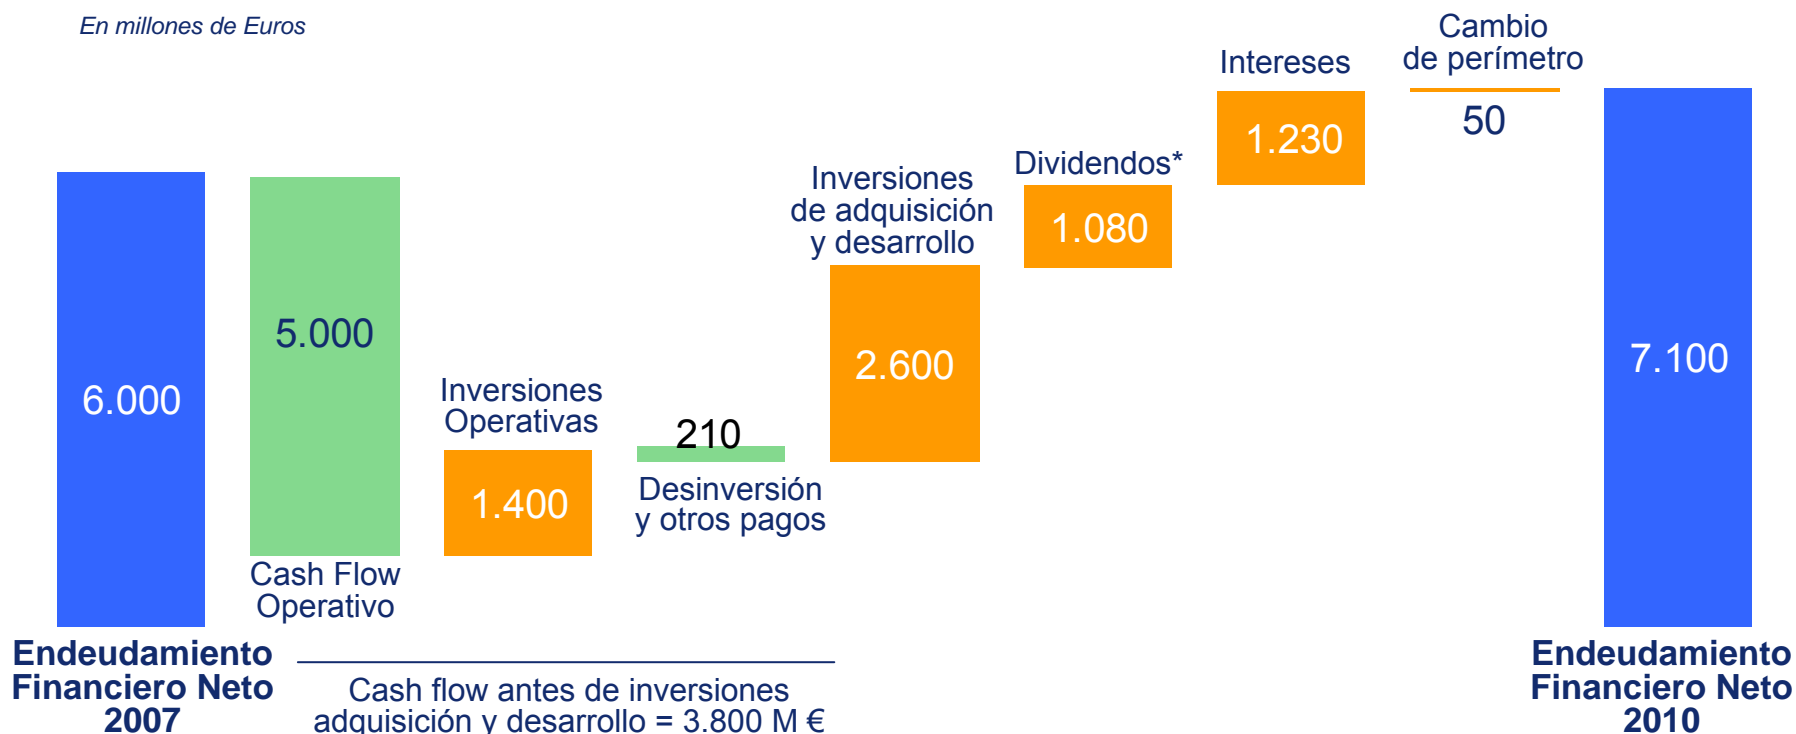 En millones de Euros
6.000
Endeudamiento
Financiero Neto
2007
5.000
Cash Flow
Operativo
Inversiones
Operativas
1.400
210
Desinversión
y otros pagos
Cash flow antes de inversiones
adquisición y desarrollo = 3.800 M €
Inversiones
de adquisición
y desarrollo
2.600
Dividendos*
1.080
Intereses
1.230
Cambio
de perímetro
50
7.100
Endeudamiento
Financiero Neto
2010